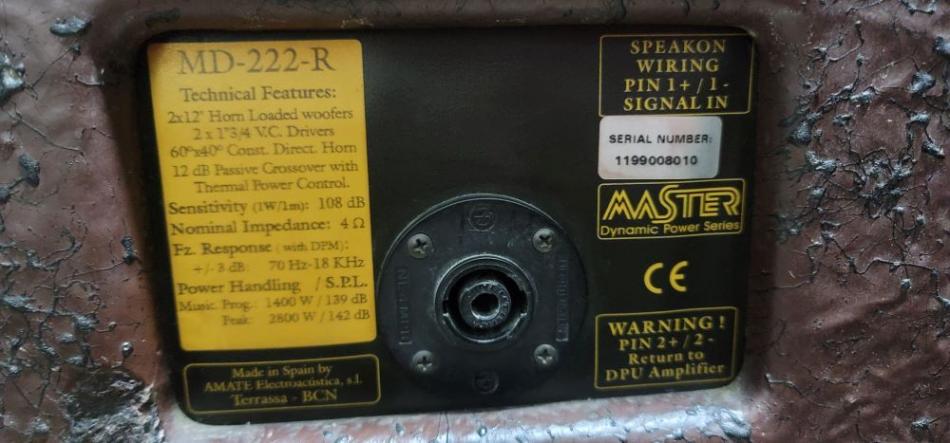 MD-222-R
Technical Features:
2x12" Horn Loaded woofers
2 x 1"3/4 V.C. Drivers
60ºx40º Const. Direct. Horn
12 dB Passive Crossover with
Thermal Power Control.
Sensitivity (1W/1m): 108 dB
Nominal Impedance: 4 Ω
Fz. Response ( with DPM):
+/- 3 dB: 70 Hz-18 KHz
Power Handling / S.P.L.
Music. Prog.: 1400 W / 139 dB
Peak: 2800 W / 142 dB
Made in Spain by
AMATE Electroacústica, s.l.
Terrassa - BCN
SPEAKON
WIRING
PIN 1+ / 1-
SIGNAL IN
SERIAL NUMBER:
1199008010
MASTER
Dynamic Power Series
CE
WARNING !
PIN 2+ / 2-
Return to
DPU Amplifier